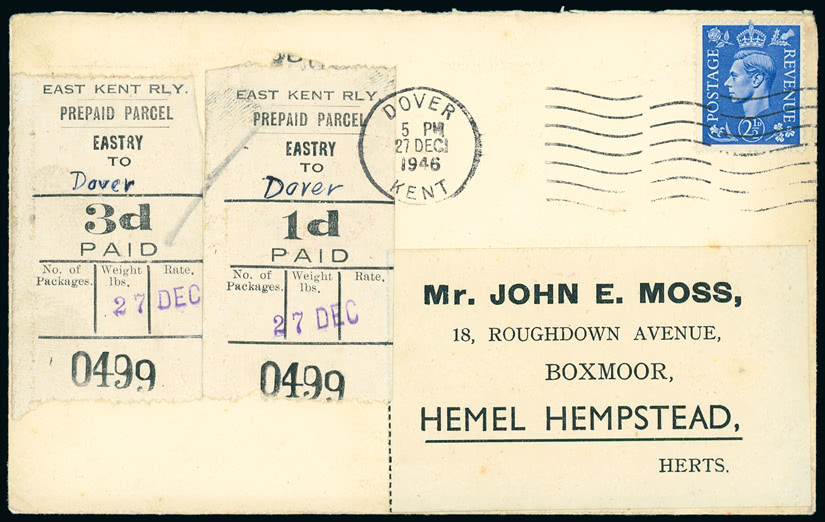 EAST KENT RLY.
PREPAID PARCEL
EASTRY
TO
Dover
3d
PAID
No. of Packages.
Weight lbs.
Rate.
27 DEC
0499
EAST KENT RLY.
PREPAID PARCEL
EASTRY
TO
Dover
1d
PAID
No. of Packages.
Weight lbs.
Rate.
27 DEC
0499
DOVER
5 PM
27 DEC
1946
KENT
POSTAGE
REVENUE
2½D
Mr. JOHN E. MOSS,
18, ROUGHDOWN AVENUE,
BOXMOOR,
HEMEL HEMPSTEAD,
HERTS.